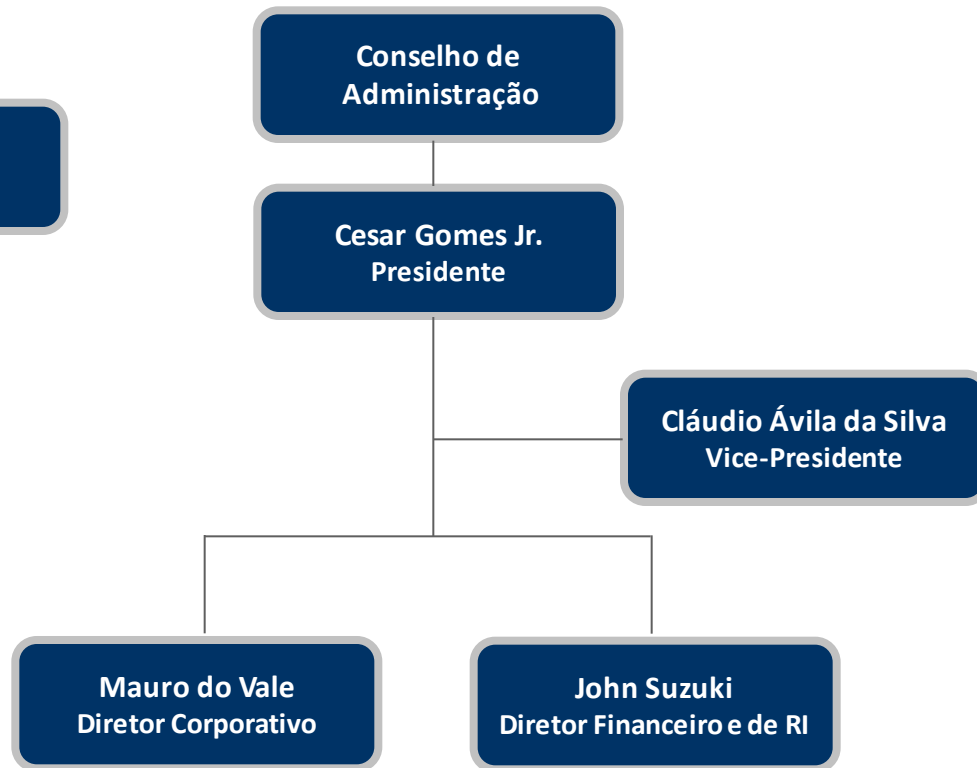 Conselho de
Administração
Cesar Gomes Jr.
Presidente
Cláudio Ávila da Silva
Vice-Presidente
Mauro do Vale
Diretor Corporativo
John Suzuki
Diretor Financeiro e de RI